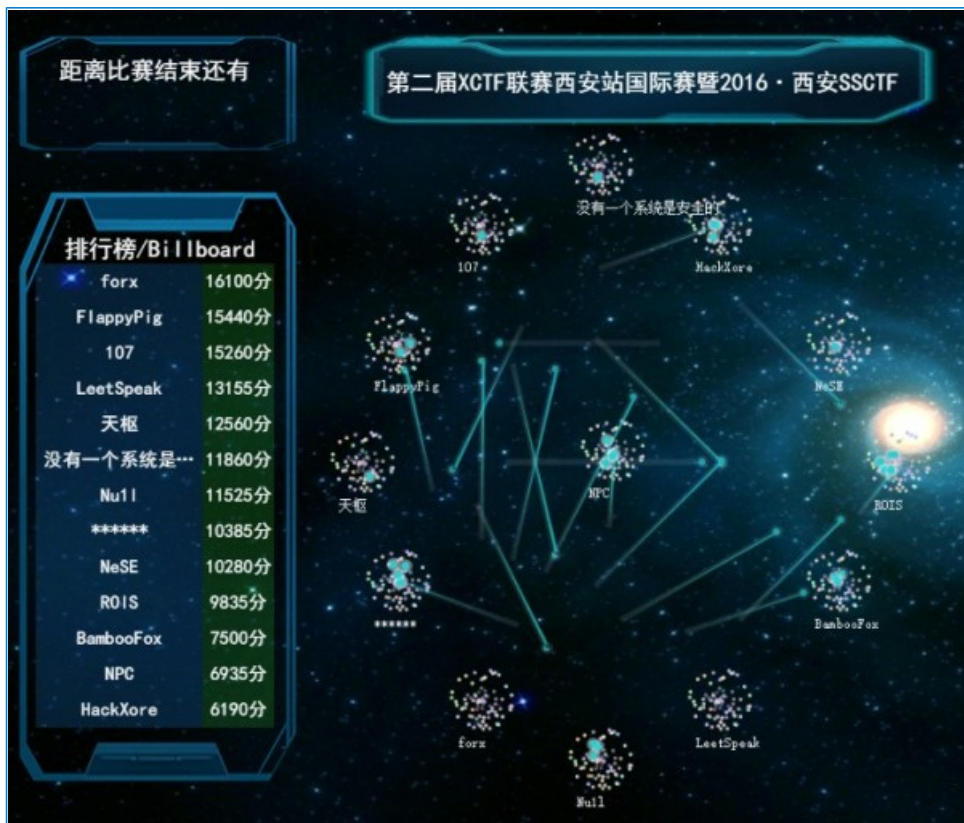 距离比赛结束还有
第二届XCTF联赛西安站国际赛暨2016·西安SSCTF
排行榜/Billboard
forx 16100分
FlappyPig 15440分
107 15260分
LeetSpeak 13155分
天枢 12560分
没有一个系统是… 11860分
Nu1l 11525分
****** 10385分
NeSE 10280分
ROIS 9835分
BambooFox 7500分
NPC 6935分
HackXore 6190分
没有一个系统是安全的
107
HackXore
FlappyPig
NeSE
NPC
天枢
ROIS
******
BambooFox
forx
LeetSpeak
Nu1l